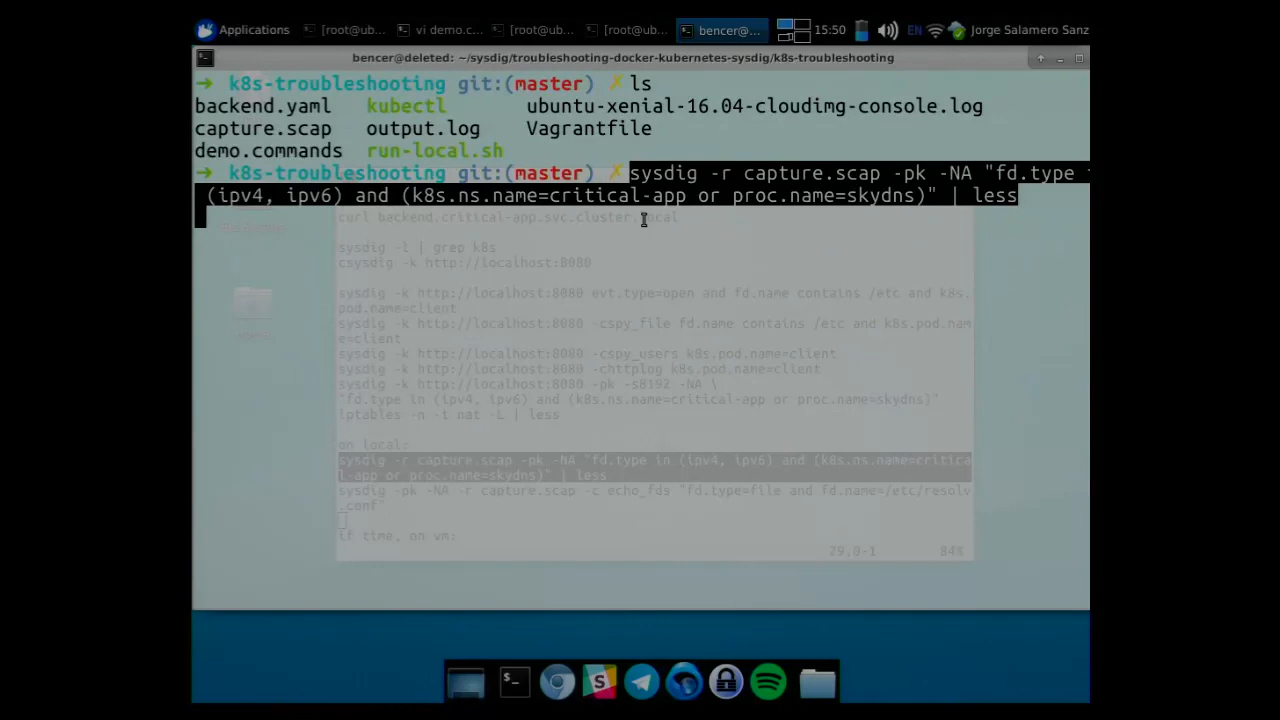 Applications [root@ub... vi demo.c... [root@ub... [root@ub... bencer@... 15:50 EN Jorge Salamero Sanz
bencer@deleted: ~/sysdig/troubleshooting-docker-kubernetes-sysdig/k8s-troubleshooting
→ k8s-troubleshooting git:(master) ✗ ls
backend.yaml kubectl ubuntu-xenial-16.04-cloudimg-console.log
capture.scap output.log Vagrantfile
demo.commands run-local.sh
→ k8s-troubleshooting git:(master) ✗ sysdig -r capture.scap -pk -NA "fd.type
(ipv4, ipv6) and (k8s.ns.name=critical-app or proc.name=skydns)" | less
curl backend.critical-app.svc.cluster.local
sysdig -l | grep k8s
csysdig -k http://localhost:8080
sysdig -k http://localhost:8080 evt.type=open and fd.name contains /etc and k8s.
pod.name=client
sysdig -k http://localhost:8080 -cspy_file fd.name contains /etc and k8s.pod.nam
e=client
sysdig -k http://localhost:8080 -cspy_users k8s.pod.name=client
sysdig -k http://localhost:8080 -chttplog k8s.pod.name=client
sysdig -k http://localhost:8080 -pk -s8192 -NA \
"fd.type in (ipv4, ipv6) and (k8s.ns.name=critical-app or proc.name=skydns)"
iptables -n -t nat -L | less
on local:
sysdig -r capture.scap -pk -NA "fd.type in (ipv4, ipv6) and (k8s.ns.name=critica
l-app or proc.name=skydns)" | less
sysdig -pk -NA -r capture.scap -c echo_fds "fd.type=file and fd.name=/etc/resolv
.conf"
if time, on vm:
29,0-1 84%